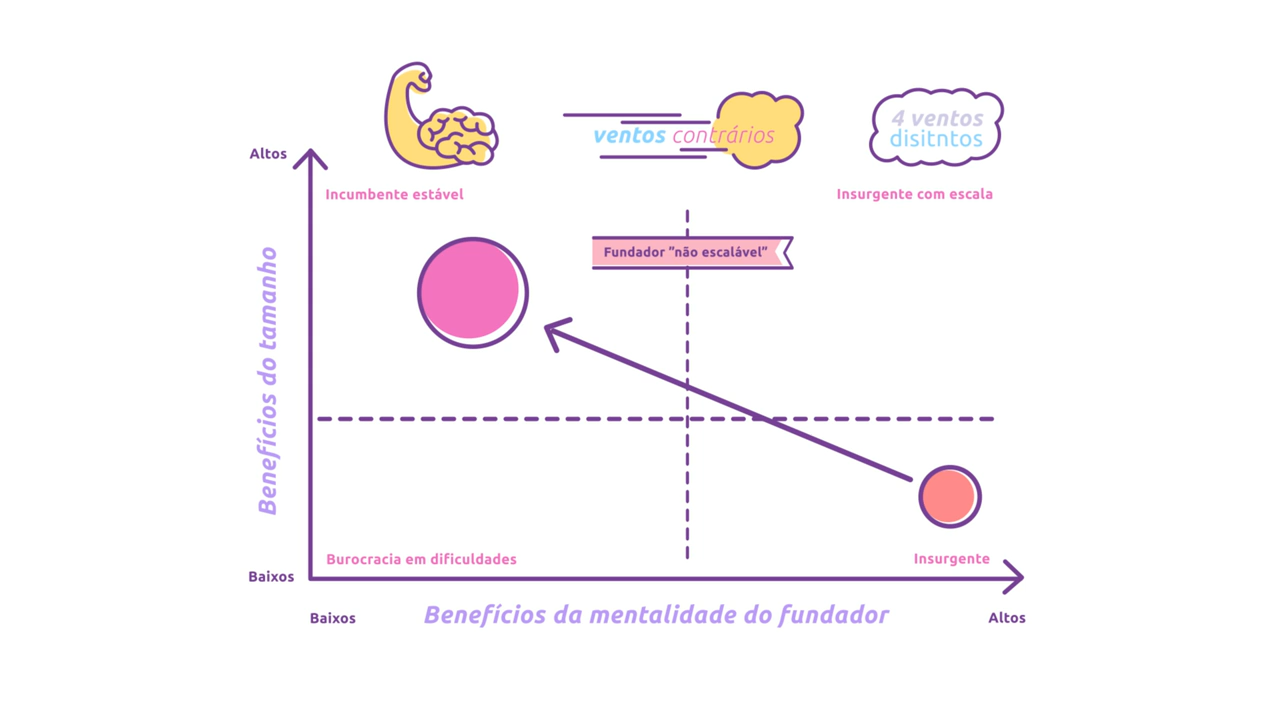 ventos contrários
4 ventos
disitntos
Altos
Incumbente estável
Insurgente com escala
Fundador "não escalável"
Benefícios do tamanho
Burocracia em dificuldades
Insurgente
Baixos
Baixos
Benefícios da mentalidade do fundador
Altos